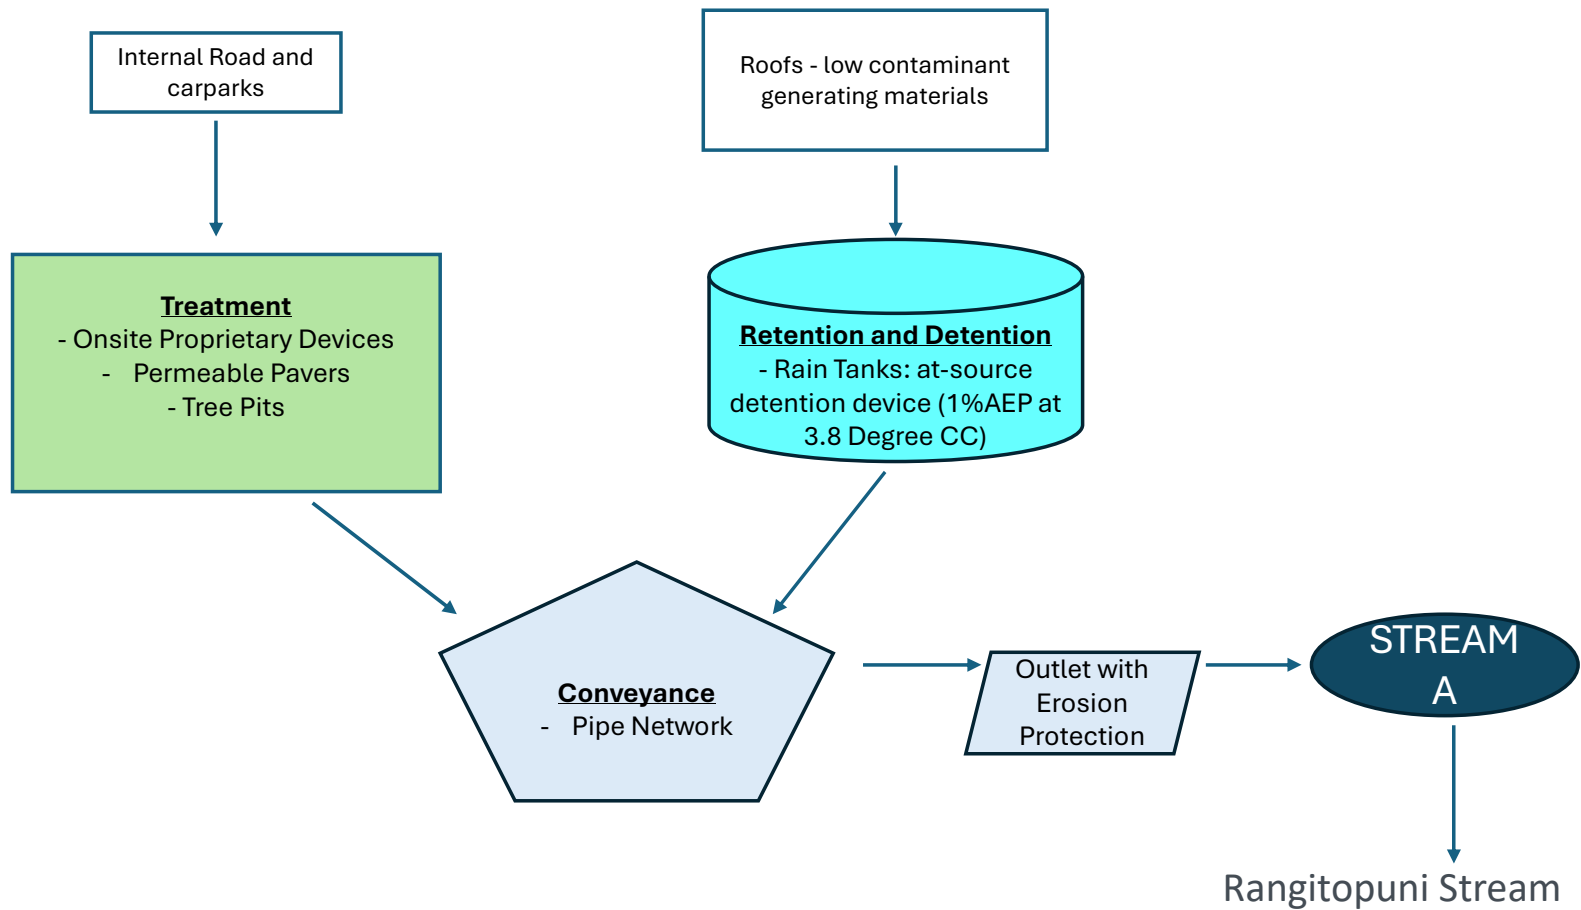 Internal Road and
carparks
Roofs - low contaminant
generating materials
Treatment
- Onsite Proprietary Devices
- Permeable Pavers
- Tree Pits
Retention and Detention
- Rain Tanks: at-source
detention device (1%AEP at
3.8 Degree CC)
Conveyance
- Pipe Network
Outlet with
Erosion
Protection
STREAM
A
Rangitopuni Stream